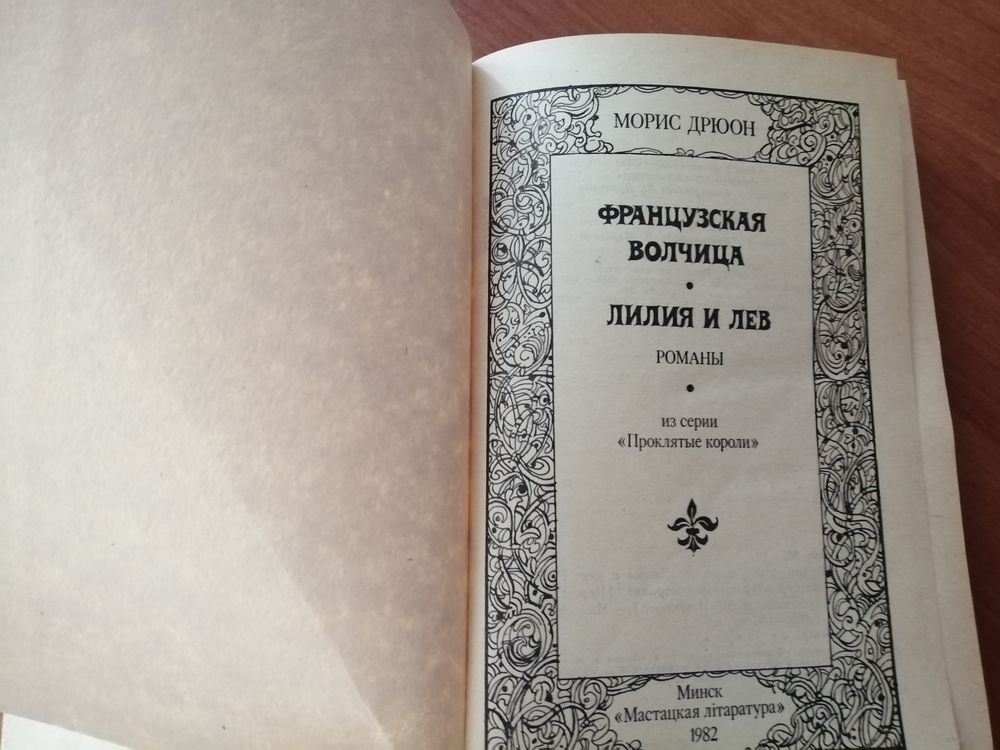 МОРИС ДРЮОН
ФРАНЦУЗСКАЯ
ВОЛЧИЦА
•
ЛИЛИЯ И ЛЕВ
РОМАНЫ
•
из серии
«Проклятые короли»
Минск
«Мастацкая літаратура»
1982